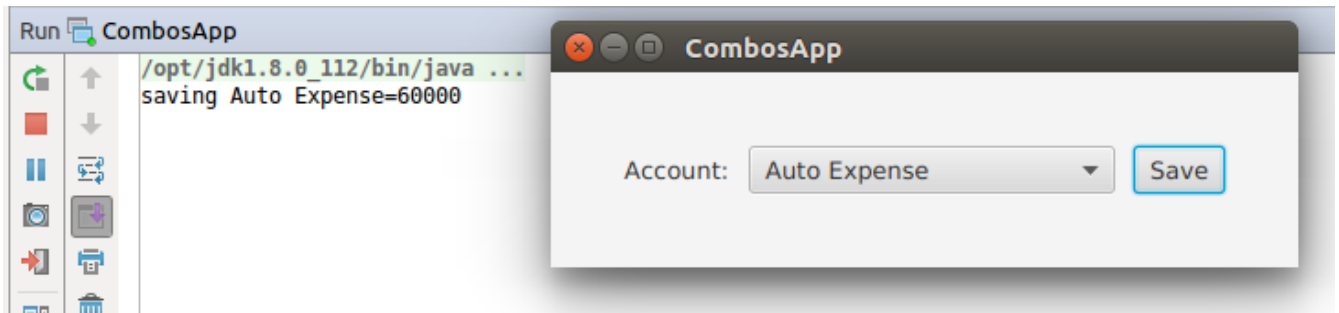 Run CombosApp
/opt/jdk1.8.0_112/bin/java ...
saving Auto Expense=60000
CombosApp
Account: Auto Expense Save